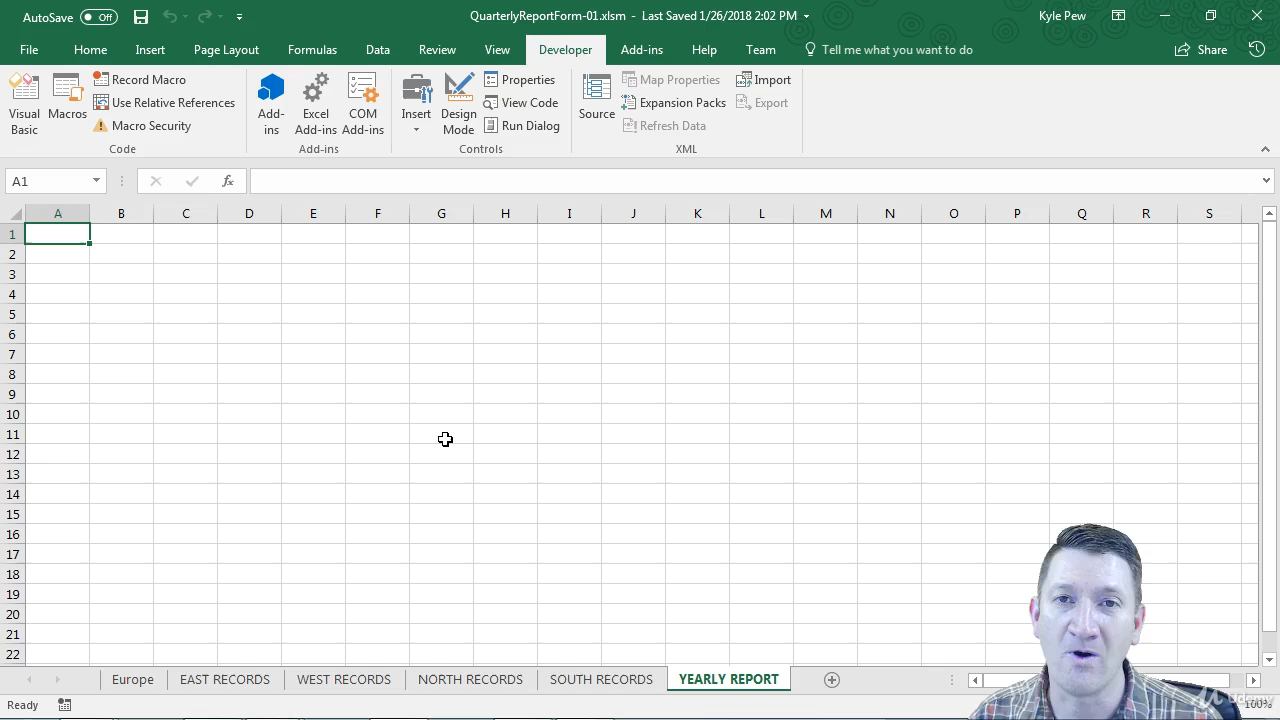 AutoSave Off QuarterlyReportForm-01.xlsm - Last Saved 1/26/2018 2:02 PM Kyle Pew
File Home Insert Page Layout Formulas Data Review View Developer Add-ins Help Team Tell me what you want to do Share
Visual Basic
Macros
Record Macro
Use Relative References
Macro Security
Code
Add-ins
Excel Add-ins
COM Add-ins
Add-ins
Insert
Design Mode
Properties
View Code
Run Dialog
Controls
Source
Map Properties
Expansion Packs
Refresh Data
Import
Export
XML
A1 fx
A B C D E F G H I J K L M N O P Q R S
1
2
3
4
5
6
7
8
9
10
11
12
13
14
15
16
17
18
19
20
21
22
Europe EAST RECORDS WEST RECORDS NORTH RECORDS SOUTH RECORDS YEARLY REPORT
Ready 100%
Udemy